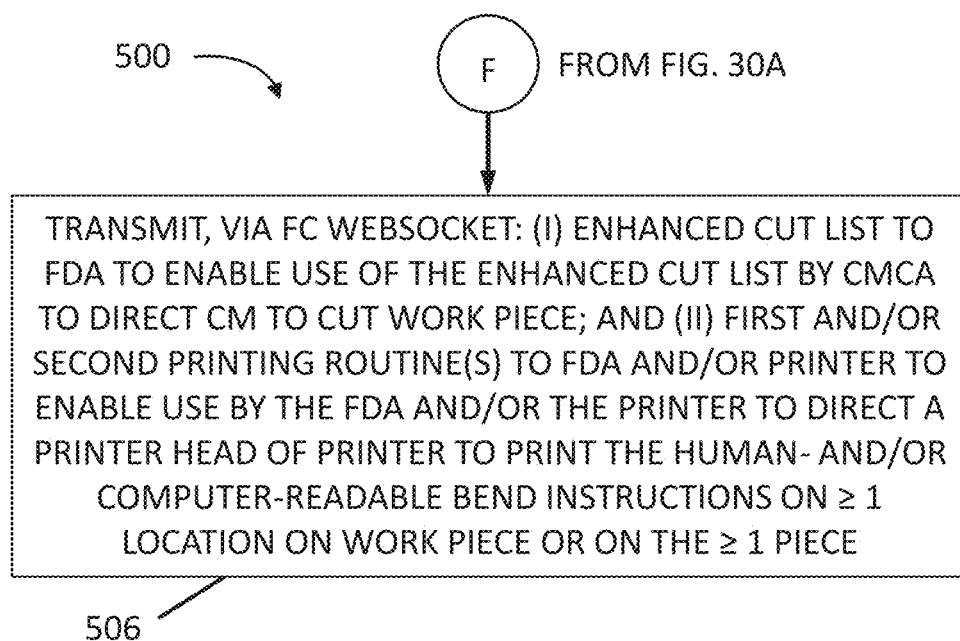 500
F
FROM FIG. 30A
TRANSMIT, VIA FC WEBSOCKET: (I) ENHANCED CUT LIST TO
FDA TO ENABLE USE OF THE ENHANCED CUT LIST BY CMCA
TO DIRECT CM TO CUT WORK PIECE; AND (II) FIRST AND/OR
SECOND PRINTING ROUTINE(S) TO FDA AND/OR PRINTER TO
ENABLE USE BY THE FDA AND/OR THE PRINTER TO DIRECT A
PRINTER HEAD OF PRINTER TO PRINT THE HUMAN- AND/OR
COMPUTER-READABLE BEND INSTRUCTIONS ON ≥ 1
LOCATION ON WORK PIECE OR ON THE ≥ 1 PIECE
506